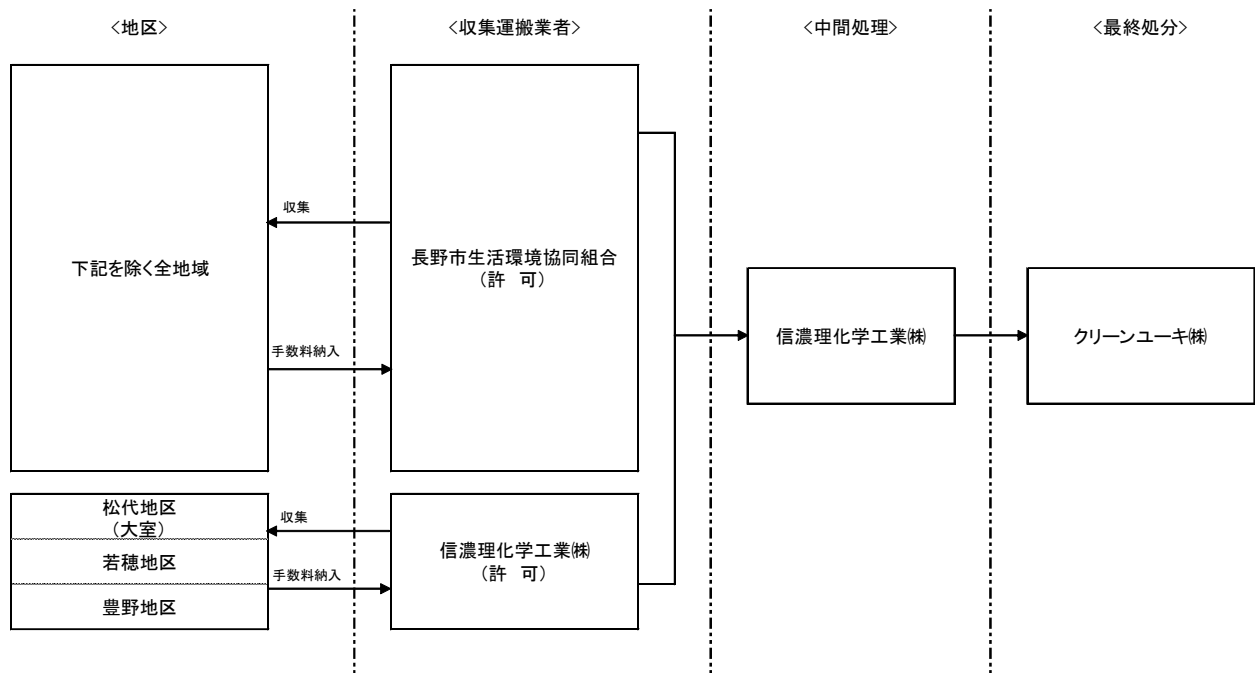 <地区>
<収集運搬業者>
<中間処理>
<最終処分>
下記を除く全地域
収集
手数料納入
長野市生活環境協同組合
（許　可）
信濃理化学工業㈱
クリーンユーキ㈱
松代地区
（大室）
若穂地区
豊野地区
収集
手数料納入
信濃理化学工業㈱
（許　可）